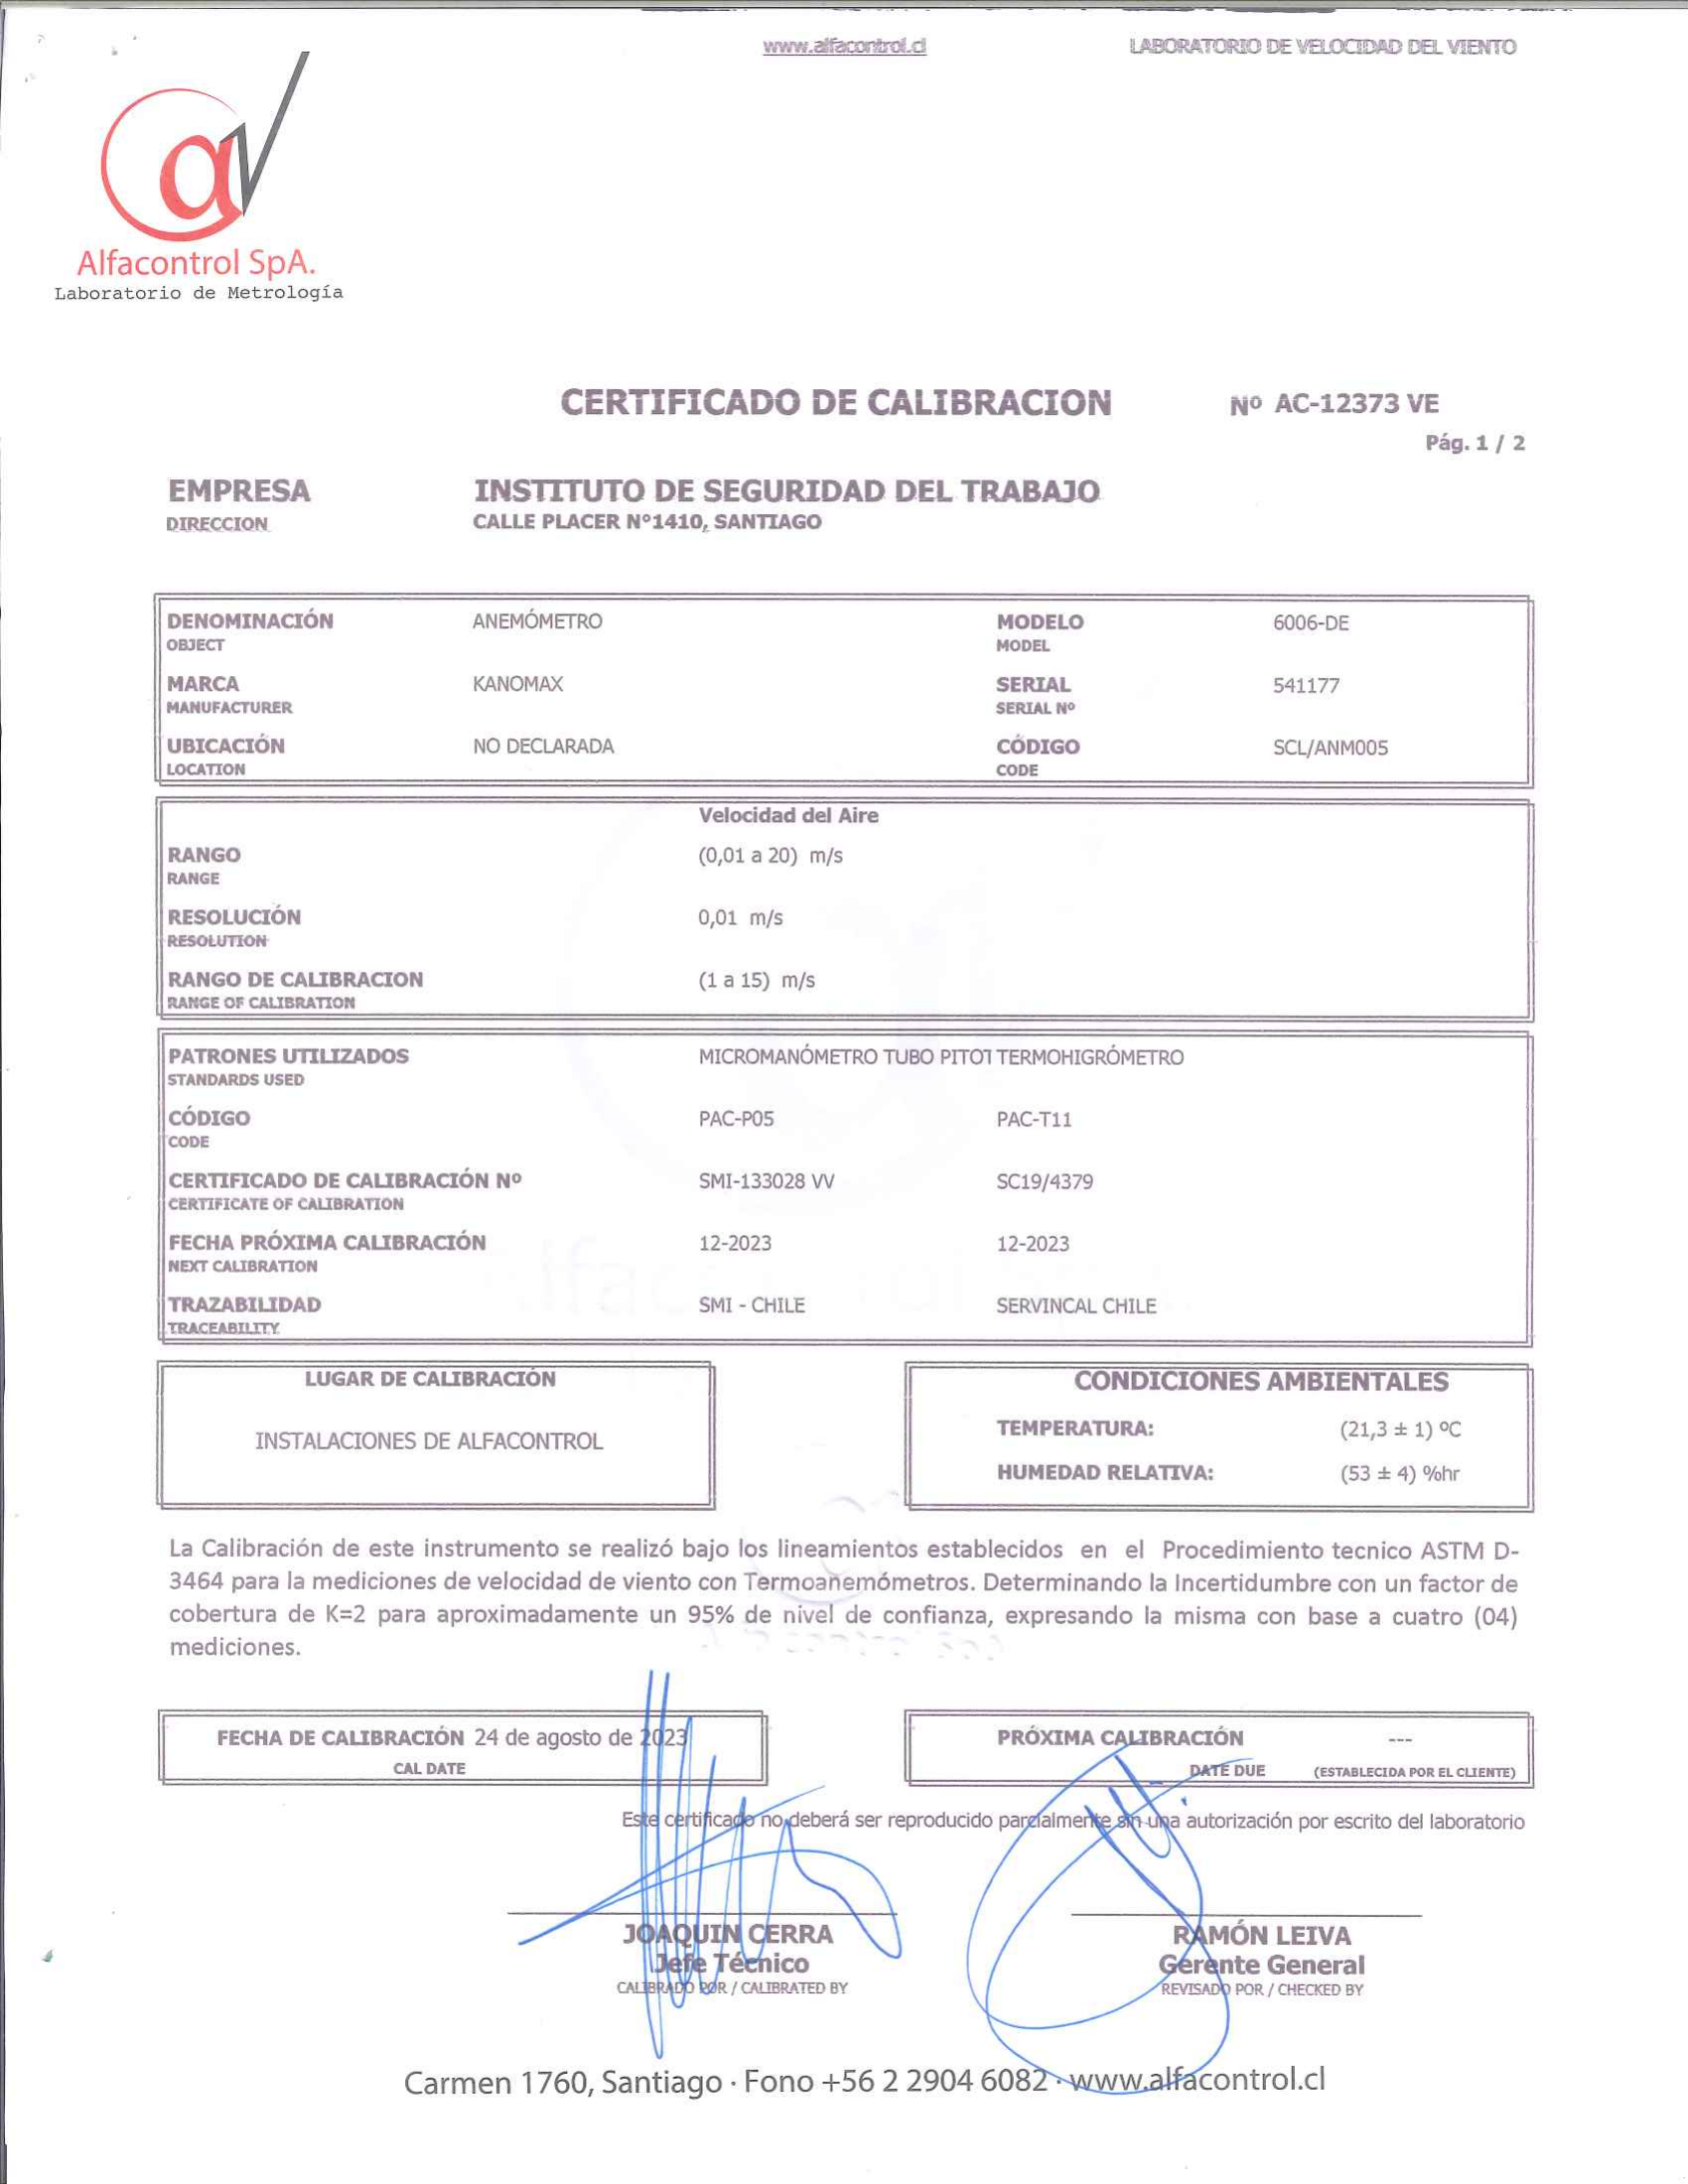 www.alfacontrol.cl LABORATORIO DE VELOCIDAD DEL VIENTO
Alfacontrol SpA.
Laboratorio de Metrología
CERTIFICADO DE CALIBRACION Nº AC-12373 VE
Pág. 1 / 2
EMPRESA INSTITUTO DE SEGURIDAD DEL TRABAJO
DIRECCION CALLE PLACER N°1410, SANTIAGO
DENOMINACIÓN ANEMÓMETRO MODELO 6006-DE
OBJECT MODEL
MARCA KANOMAX SERIAL 541177
MANUFACTURER SERIAL Nº
UBICACIÓN NO DECLARADA CÓDIGO SCL/ANM005
LOCATION CODE
Velocidad del Aire
RANGO (0,01 a 20) m/s
RANGE
RESOLUCIÓN 0,01 m/s
RESOLUTION
RANGO DE CALIBRACION (1 a 15) m/s
RANGE OF CALIBRATION
PATRONES UTILIZADOS MICROMANÓMETRO TUBO PITOT TERMOHIGRÓMETRO
STANDARDS USED
CÓDIGO PAC-P05 PAC-T11
CODE
CERTIFICADO DE CALIBRACIÓN Nº SMI-133028 VV SC19/4379
CERTIFICATE OF CALIBRATION
FECHA PRÓXIMA CALIBRACIÓN 12-2023 12-2023
NEXT CALIBRATION
TRAZABILIDAD SMI - CHILE SERVINCAL CHILE
TRACEABILITY
LUGAR DE CALIBRACIÓN CONDICIONES AMBIENTALES
INSTALACIONES DE ALFACONTROL TEMPERATURA: (21,3 ± 1) ºC
HUMEDAD RELATIVA: (53 ± 4) %hr
La Calibración de este instrumento se realizó bajo los lineamientos establecidos en el Procedimiento tecnico ASTM D-
3464 para la mediciones de velocidad de viento con Termoanemómetros. Determinando la Incertidumbre con un factor de
cobertura de K=2 para aproximadamente un 95% de nivel de confianza, expresando la misma con base a cuatro (04)
mediciones.
FECHA DE CALIBRACIÓN 24 de agosto de 2023 PRÓXIMA CALIBRACIÓN ---
CAL DATE DATE DUE (ESTABLECIDA POR EL CLIENTE)
Este certificado no deberá ser reproducido parcialmente sin una autorización por escrito del laboratorio
JOAQUIN CERRA RAMÓN LEIVA
Jefe Técnico Gerente General
CALIBRADO POR / CALIBRATED BY REVISADO POR / CHECKED BY
Carmen 1760, Santiago · Fono +56 2 2904 6082 · www.alfacontrol.cl